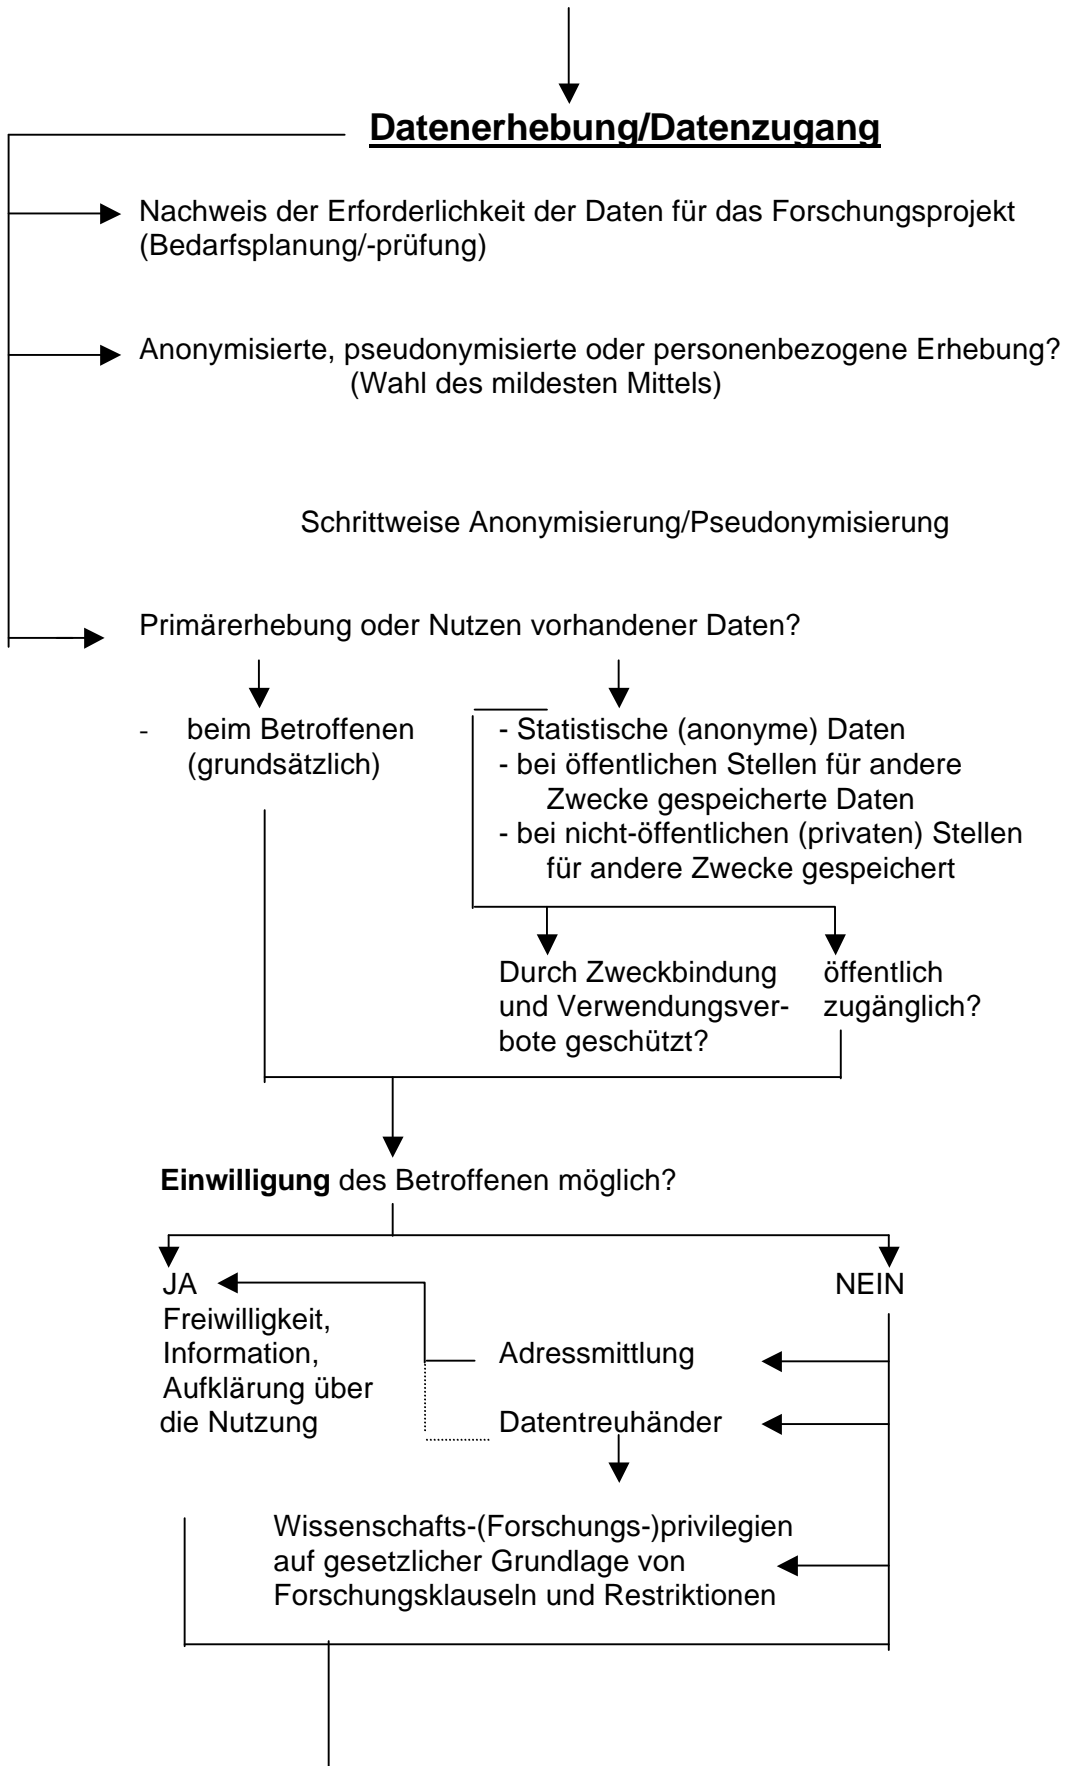 Datenerhebung/Datenzugang
Nachweis der Erforderlichkeit der Daten für das Forschungsprojekt
(Bedarfsplanung/-prüfung)
Anonymisierte, pseudonymisierte oder personenbezogene Erhebung?
(Wahl des mildesten Mittels)
Schrittweise Anonymisierung/Pseudonymisierung
Primärerhebung oder Nutzen vorhandener Daten?
- beim Betroffenen
(grundsätzlich)
- Statistische (anonyme) Daten
- bei öffentlichen Stellen für andere
Zwecke gespeicherte Daten
- bei nicht-öffentlichen (privaten) Stellen
für andere Zwecke gespeichert
Durch Zweckbindung
und Verwendungsver-
bote geschützt?
öffentlich
zugänglich?
Einwilligung des Betroffenen möglich?
JA
Freiwilligkeit,
Information,
Aufklärung über
die Nutzung
NEIN
Adressmittlung
Datentreuhänder
Wissenschafts-(Forschungs-)privilegien
auf gesetzlicher Grundlage von
Forschungsklauseln und Restriktionen